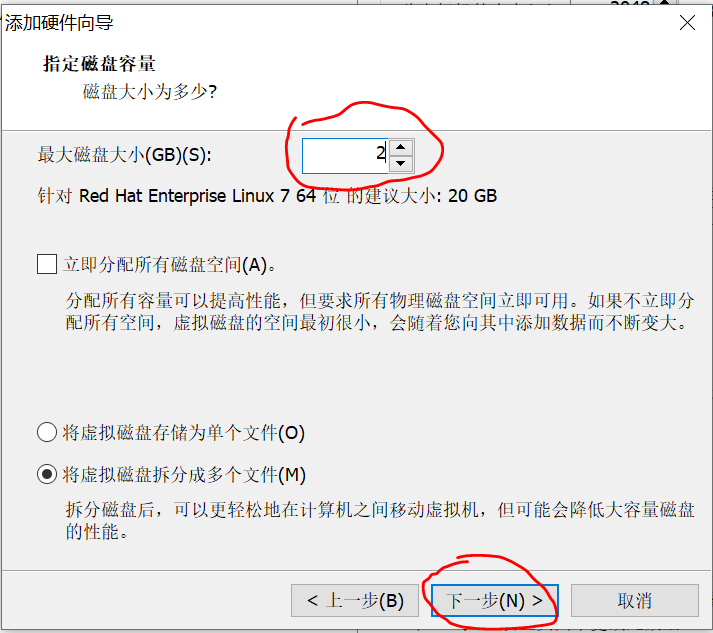 添加硬件向导
指定磁盘容量
磁盘大小为多少?
最大磁盘大小(GB)(S):
2
针对 Red Hat Enterprise Linux 7 64 位 的建议大小: 20 GB
立即分配所有磁盘空间(A)。
分配所有容量可以提高性能，但要求所有物理磁盘空间立即可用。如果不立即分
配所有空间，虚拟磁盘的空间最初很小，会随着您向其中添加数据而不断变大。
将虚拟磁盘存储为单个文件(O)
将虚拟磁盘拆分成多个文件(M)
拆分磁盘后，可以更轻松地在计算机之间移动虚拟机，但可能会降低大容量磁盘
的性能。
< 上一步(B)
下一步(N) >
取消